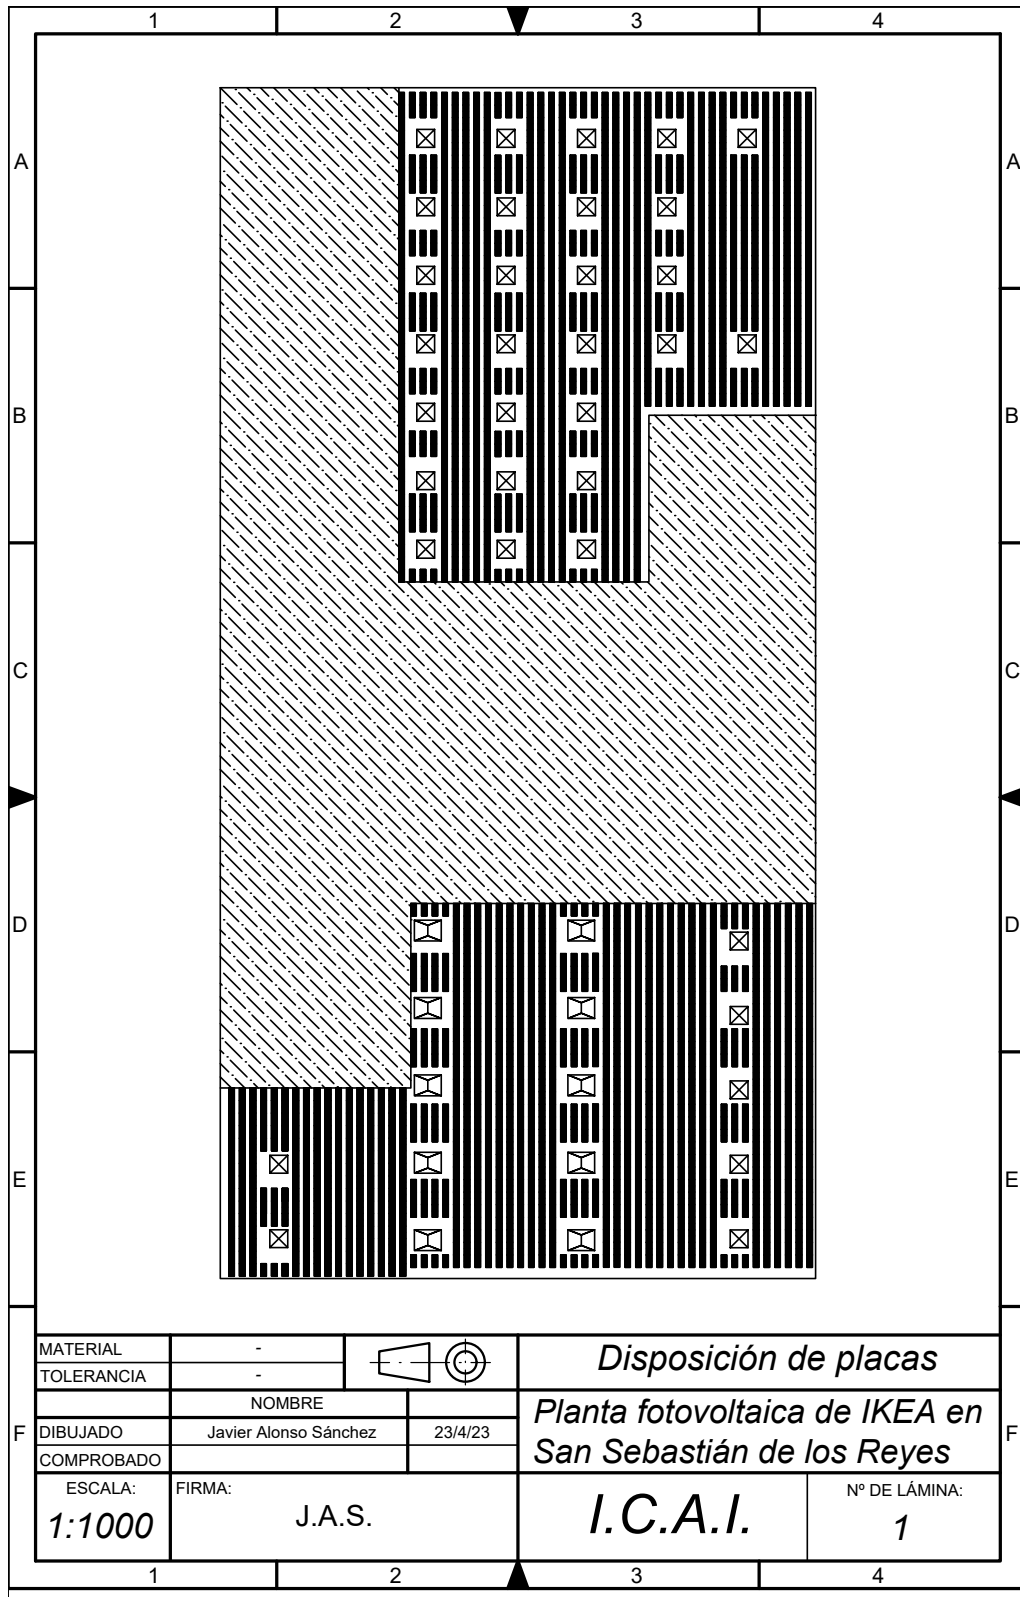 1 2 3 4
A A
B B
C C
D D
E E
F F
MATERIAL -
TOLERANCIA -
NOMBRE
DIBUJADO Javier Alonso Sánchez 23/4/23
COMPROBADO
ESCALA:
1:1000
FIRMA:
J.A.S.
Disposición de placas
Planta fotovoltaica de IKEA en
San Sebastián de los Reyes
I.C.A.I.
Nº DE LÁMINA:
1
1 2 3 4